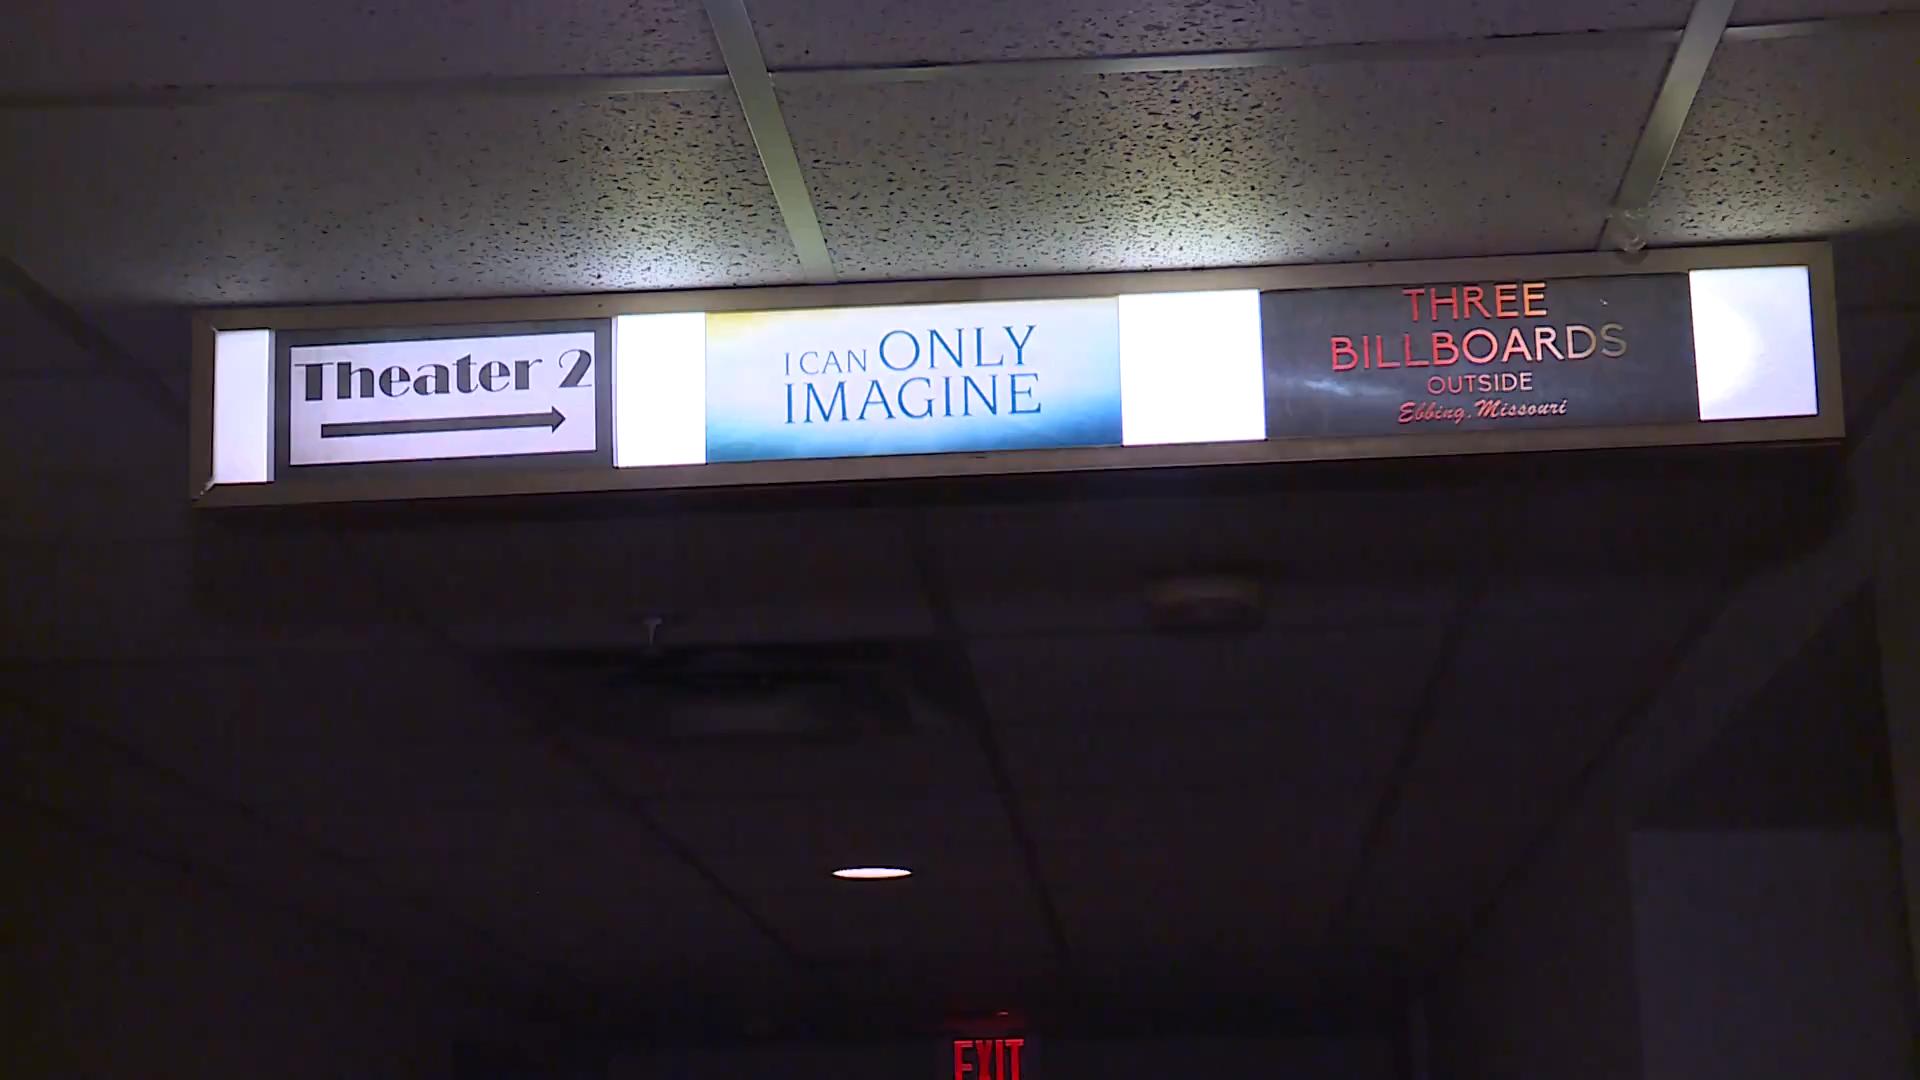 Theater 2
I CAN ONLY
IMAGINE
THREE
BILLBOARDS
OUTSIDE
Ebbing, Missouri
EXIT